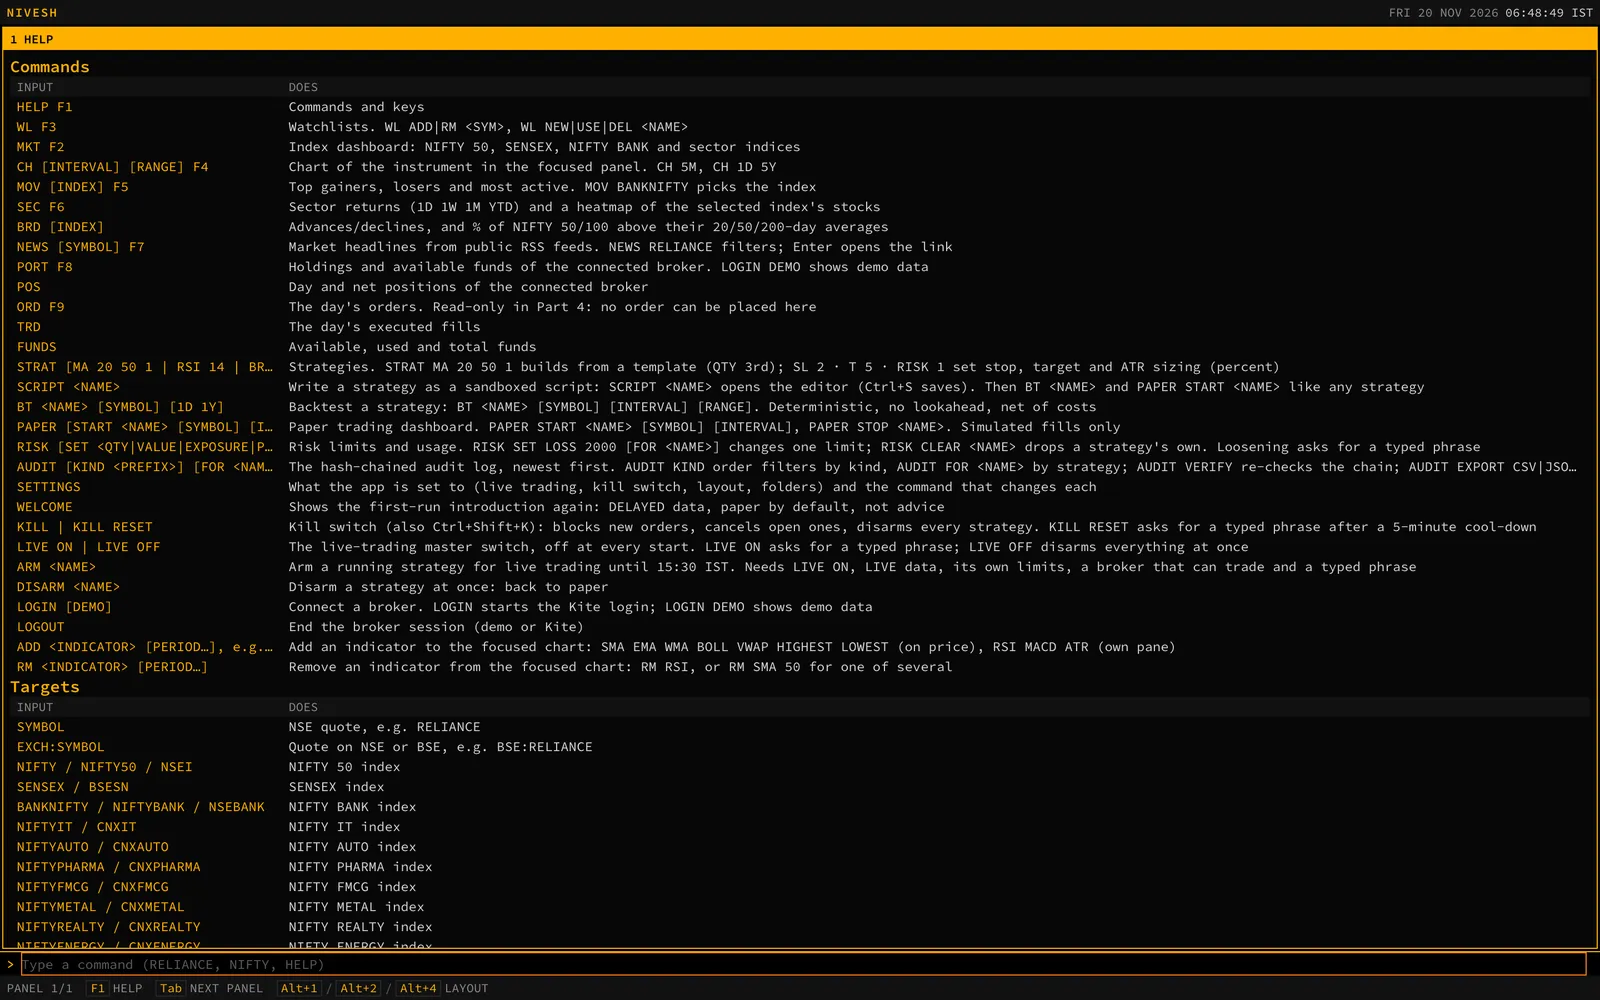 NIVESH FRI 20 NOV 2026 06:48:49 IST
1 HELP
Commands
INPUT DOES
HELP F1 Commands and keys
WL F3 Watchlists. WL ADD|RM <SYM>, WL NEW|USE|DEL <NAME>
MKT F2 Index dashboard: NIFTY 50, SENSEX, NIFTY BANK and sector indices
CH [INTERVAL] [RANGE] F4 Chart of the instrument in the focused panel. CH 5M, CH 1D 5Y
MOV [INDEX] F5 Top gainers, losers and most active. MOV BANKNIFTY picks the index
SEC F6 Sector returns (1D 1W 1M YTD) and a heatmap of the selected index's stocks
BRD [INDEX] Advances/declines, and % of NIFTY 50/100 above their 20/50/200-day averages
NEWS [SYMBOL] F7 Market headlines from public RSS feeds. NEWS RELIANCE filters; Enter opens the link
PORT F8 Holdings and available funds of the connected broker. LOGIN DEMO shows demo data
POS Day and net positions of the connected broker
ORD F9 The day's orders. Read-only in Part 4: no order can be placed here
TRD The day's executed fills
FUNDS Available, used and total funds
STRAT [MA 20 50 1 | RSI 14 | BR… Strategies. STRAT MA 20 50 1 builds from a template (QTY 3rd); SL 2 · T 5 · RISK 1 set stop, target and ATR sizing (percent)
SCRIPT <NAME> Write a strategy as a sandboxed script: SCRIPT <NAME> opens the editor (Ctrl+S saves). Then BT <NAME> and PAPER START <NAME> like any strategy
BT <NAME> [SYMBOL] [1D 1Y] Backtest a strategy: BT <NAME> [SYMBOL] [INTERVAL] [RANGE]. Deterministic, no lookahead, net of costs
PAPER [START <NAME> [SYMBOL] [I… Paper trading dashboard. PAPER START <NAME> [SYMBOL] [INTERVAL], PAPER STOP <NAME>. Simulated fills only
RISK [SET <QTY|VALUE|EXPOSURE|P… Risk limits and usage. RISK SET LOSS 2000 [FOR <NAME>] changes one limit; RISK CLEAR <NAME> drops a strategy's own. Loosening asks for a typed phrase
AUDIT [KIND <PREFIX>] [FOR <NAM… The hash-chained audit log, newest first. AUDIT KIND order filters by kind, AUDIT FOR <NAME> by strategy; AUDIT VERIFY re-checks the chain; AUDIT EXPORT CSV|JSO…
SETTINGS What the app is set to (live trading, kill switch, layout, folders) and the command that changes each
WELCOME Shows the first-run introduction again: DELAYED data, paper by default, not advice
KILL | KILL RESET Kill switch (also Ctrl+Shift+K): blocks new orders, cancels open ones, disarms every strategy. KILL RESET asks for a typed phrase after a 5-minute cool-down
LIVE ON | LIVE OFF The live-trading master switch, off at every start. LIVE ON asks for a typed phrase; LIVE OFF disarms everything at once
ARM <NAME> Arm a running strategy for live trading until 15:30 IST. Needs LIVE ON, LIVE data, its own limits, a broker that can trade and a typed phrase
DISARM <NAME> Disarm a strategy at once: back to paper
LOGIN [DEMO] Connect a broker. LOGIN starts the Kite login; LOGIN DEMO shows demo data
LOGOUT End the broker session (demo or Kite)
ADD <INDICATOR> [PERIOD…], e.g.… Add an indicator to the focused chart: SMA EMA WMA BOLL VWAP HIGHEST LOWEST (on price), RSI MACD ATR (own pane)
RM <INDICATOR> [PERIOD…] Remove an indicator from the focused chart: RM RSI, or RM SMA 50 for one of several
Targets
INPUT DOES
SYMBOL NSE quote, e.g. RELIANCE
EXCH:SYMBOL Quote on NSE or BSE, e.g. BSE:RELIANCE
NIFTY / NIFTY50 / NSEI NIFTY 50 index
SENSEX / BSESN SENSEX index
BANKNIFTY / NIFTYBANK / NSEBANK NIFTY BANK index
NIFTYIT / CNXIT NIFTY IT index
NIFTYAUTO / CNXAUTO NIFTY AUTO index
NIFTYPHARMA / CNXPHARMA NIFTY PHARMA index
NIFTYFMCG / CNXFMCG NIFTY FMCG index
NIFTYMETAL / CNXMETAL NIFTY METAL index
NIFTYREALTY / CNXREALTY NIFTY REALTY index
NIFTYENERGY / CNXENERGY NIFTY ENERGY index
> Type a command (RELIANCE, NIFTY, HELP)
PANEL 1/1 F1 HELP Tab NEXT PANEL Alt+1 / Alt+2 / Alt+4 LAYOUT